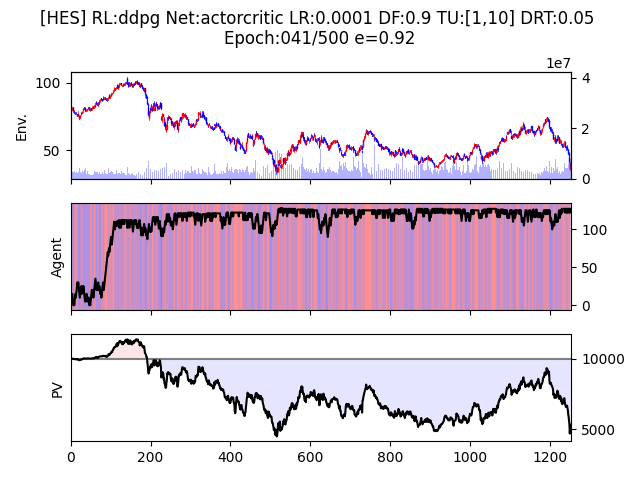 [HES] RL:ddpg Net:actorcritic LR:0.0001 DF:0.9 TU:[1,10] DRT:0.05
Epoch:041/500 e=0.92
1e7
100
50
Env.
4
2
0
Agent
100
50
0
PV
10000
5000
0 200 400 600 800 1000 1200